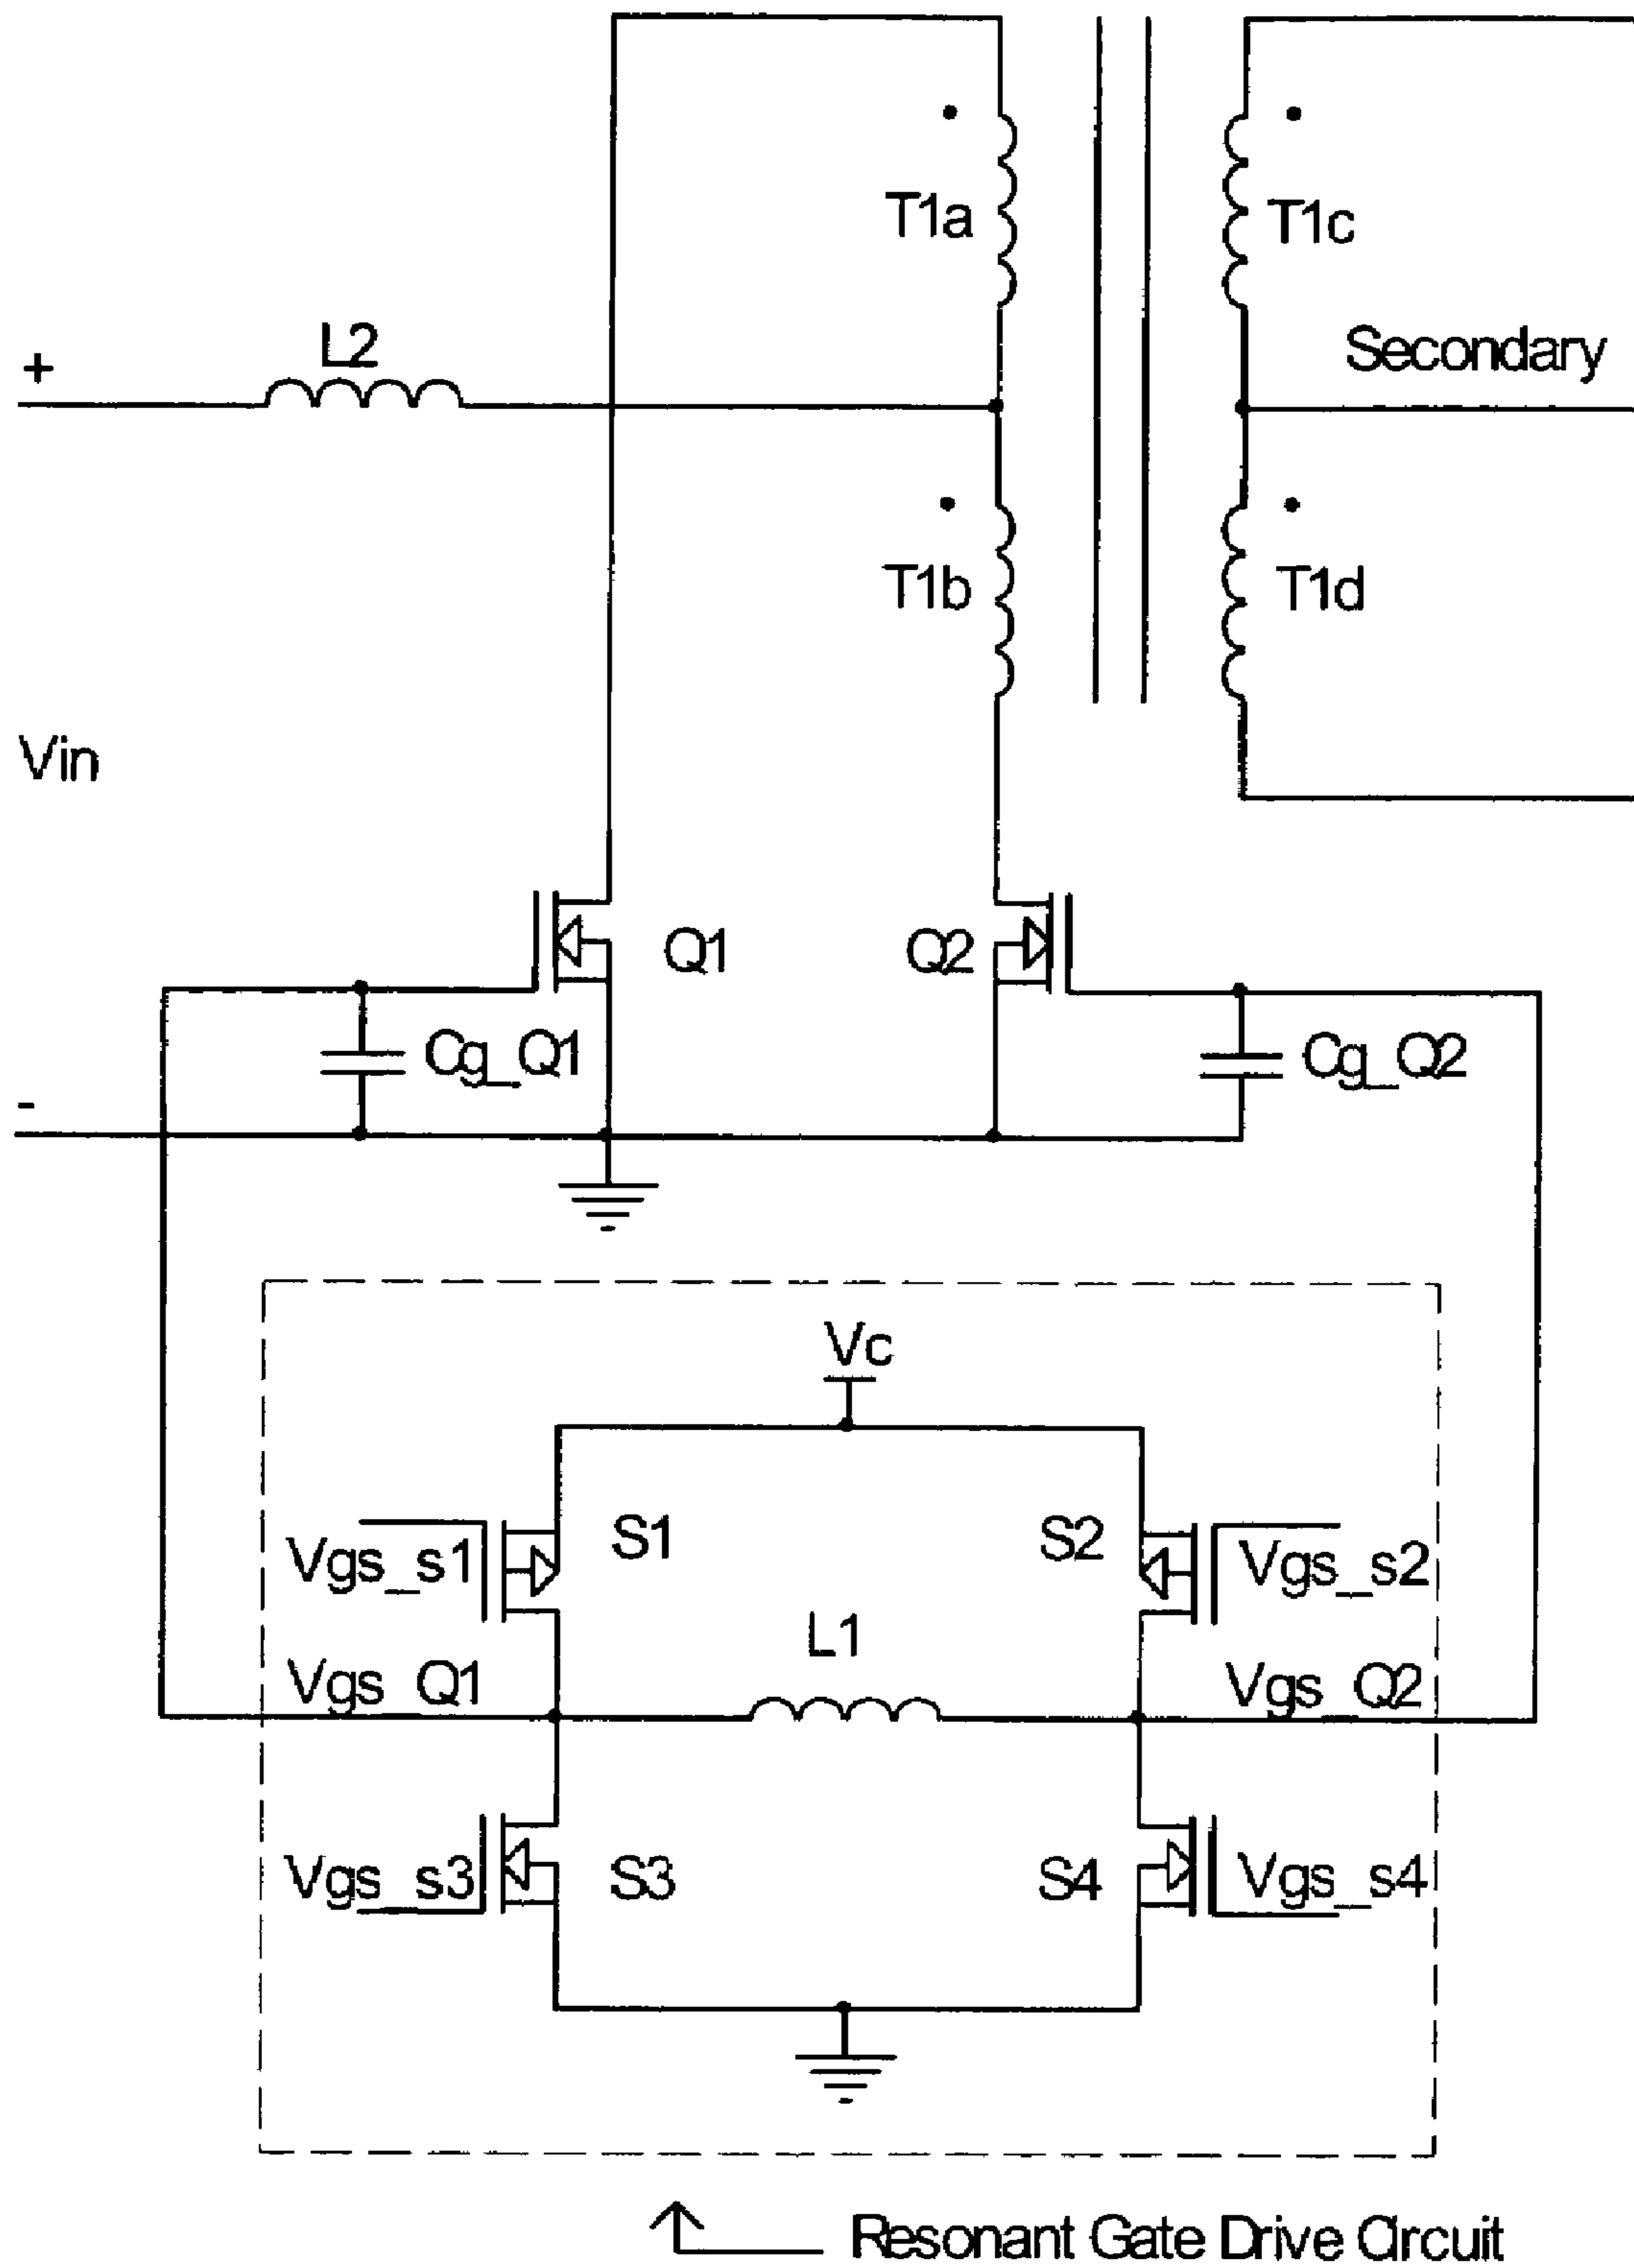 T1a
T1c
L2
+
Secondary
T1b
T1d
Vin
Q1
Q2
Cg_Q1
Cg_Q2
-
Vc
S1
S2
Vgs_s1
Vgs_s2
L1
Vgs_Q1
Vgs_Q2
Vgs_s3
S3
S4
Vgs_s4
Resonant Gate Drive Circuit